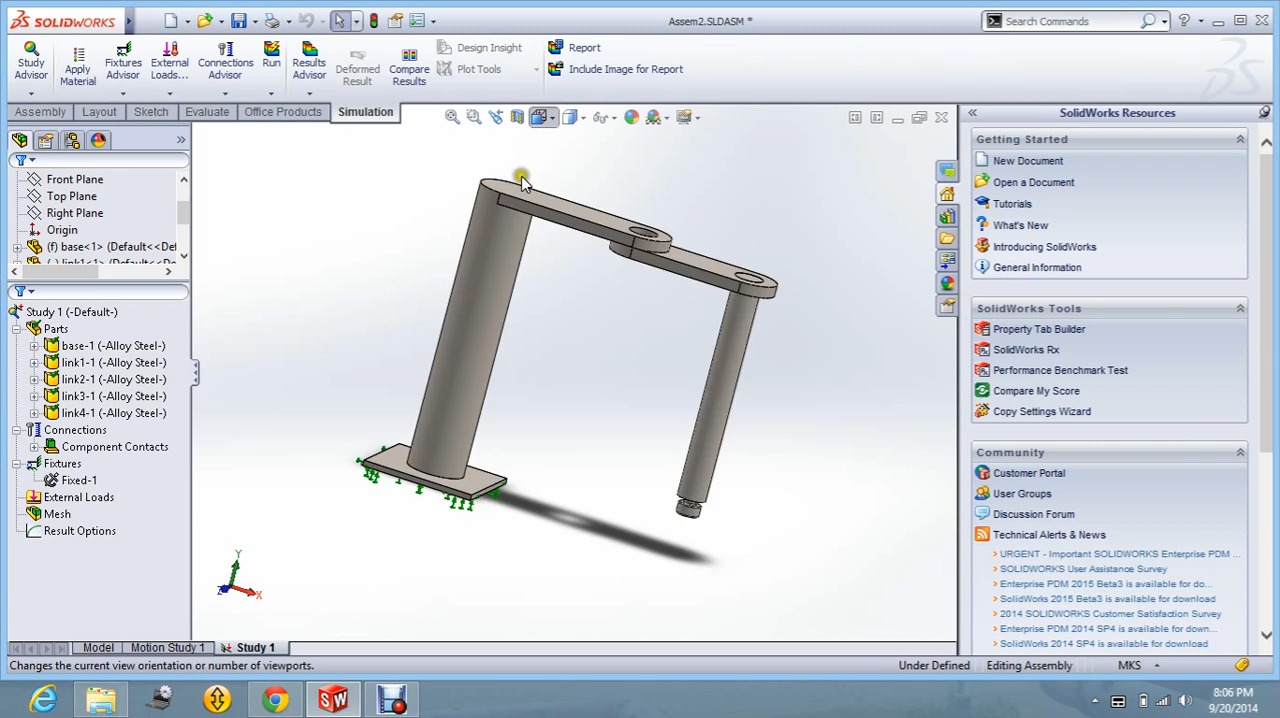 SOLIDWORKS
Assem2.SLDASM *
Search Commands
Study Advisor
Apply Material
Fixtures Advisor
External Loads...
Connections Advisor
Run
Results Advisor
Deformed Result
Compare Results
Design Insight
Plot Tools
Report
Include Image for Report
Assembly
Layout
Sketch
Evaluate
Office Products
Simulation
Front Plane
Top Plane
Right Plane
Origin
(f) base<1> (Default<<Def
Study 1 (-Default-)
Parts
base-1 (-Alloy Steel-)
link1-1 (-Alloy Steel-)
link2-1 (-Alloy Steel-)
link3-1 (-Alloy Steel-)
link4-1 (-Alloy Steel-)
Connections
Component Contacts
Fixtures
Fixed-1
External Loads
Mesh
Result Options
Y
Z
X
SolidWorks Resources
Getting Started
New Document
Open a Document
Tutorials
What's New
Introducing SolidWorks
General Information
SolidWorks Tools
Property Tab Builder
SolidWorks Rx
Performance Benchmark Test
Compare My Score
Copy Settings Wizard
Community
Customer Portal
User Groups
Discussion Forum
Technical Alerts & News
URGENT - Important SOLIDWORKS Enterprise PDM ...
SOLIDWORKS User Assistance Survey
Enterprise PDM 2015 Beta3 is available for do...
SolidWorks 2015 Beta3 is available for download
2014 SOLIDWORKS Customer Satisfaction Survey
Enterprise PDM 2014 SP4 is available for down...
SolidWorks 2014 SP4 is available for download
Model
Motion Study 1
Study 1
Changes the current view orientation or number of viewports.
Under Defined
Editing Assembly
MKS
8:06 PM
9/20/2014